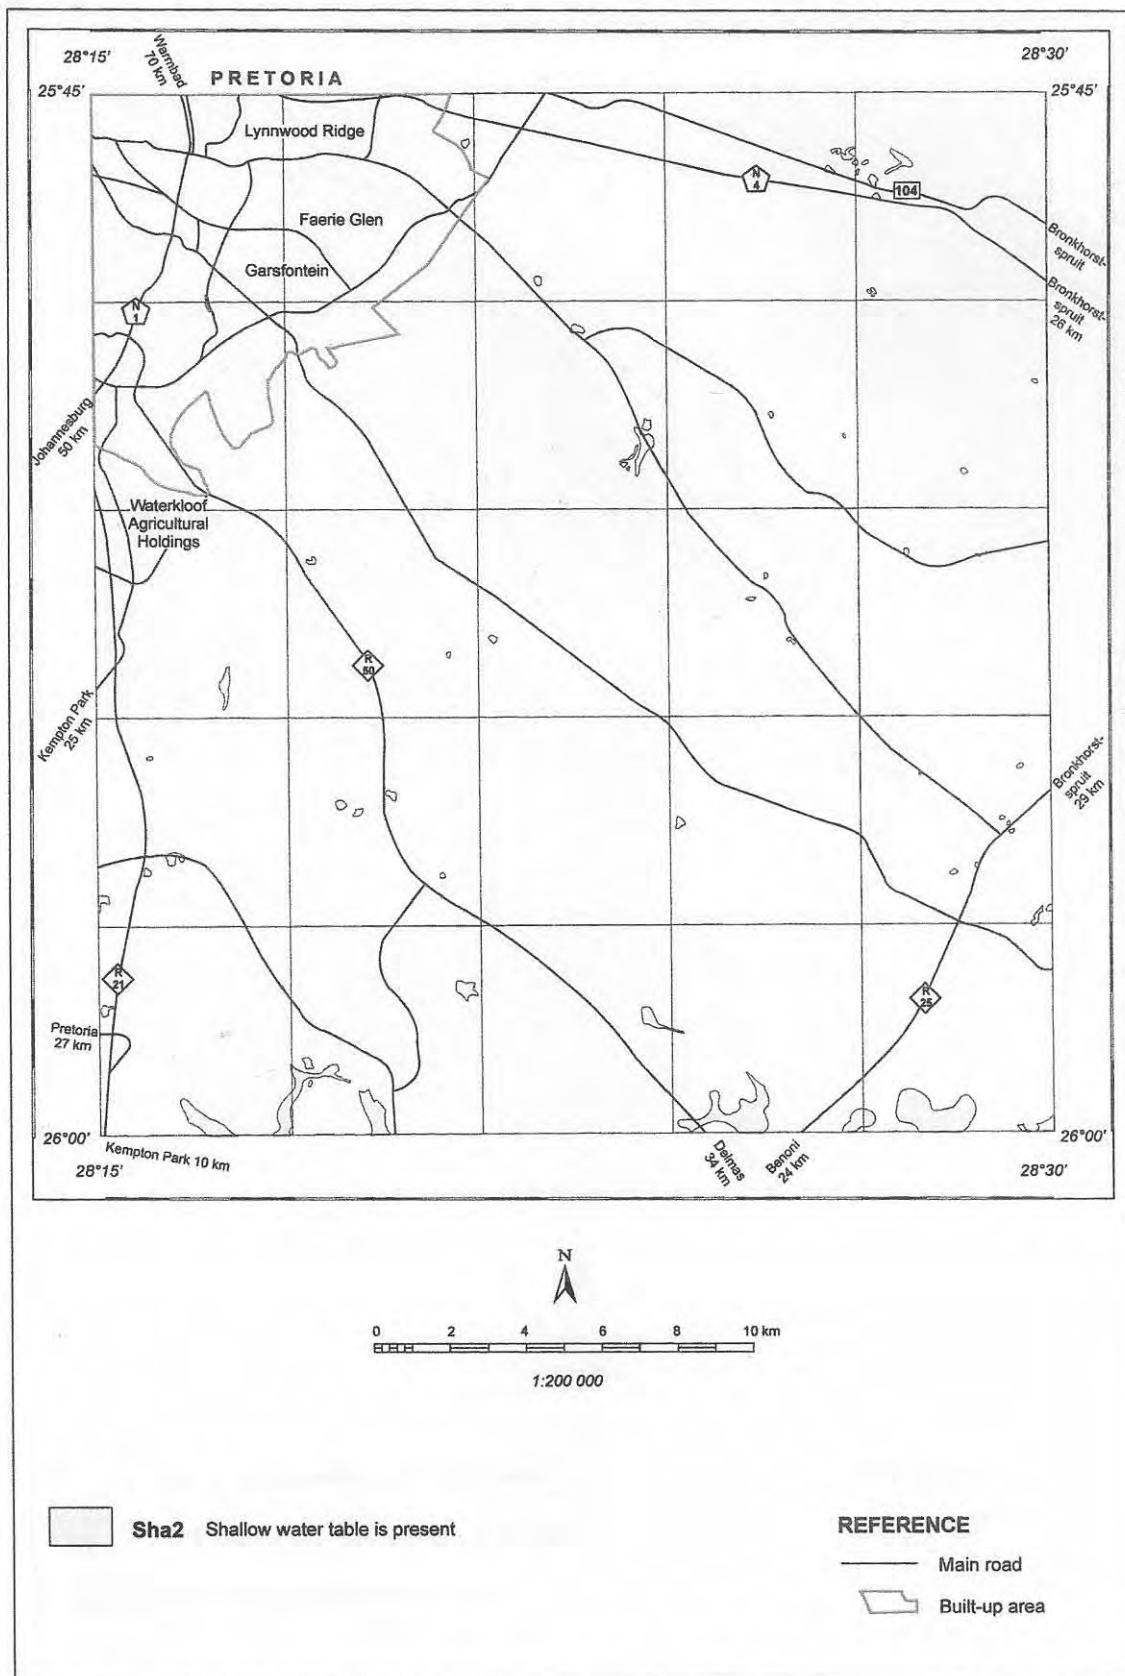 28°15'
Warmbad
70 km
PRETORIA
28°30'
25°45'
25°45'
Lynnwood Ridge
N
4
104
Faerie Glen
Bronkhorst-
spruit
Garsfontein
Bronkhorst-
spruit
26 km
N
1
Johannesburg
50 km
Waterkloof
Agricultural
Holdings
R
50
Kempton Park
25 km
Bronkhorst-
spruit
29 km
R
21
R
25
Pretoria
27 km
26°00'
26°00'
Kempton Park 10 km
Delmas
34 km
Benoni
24 km
28°15'
28°30'
N
0 2 4 6 8 10 km
1:200 000
Sha2 Shallow water table is present
REFERENCE
Main road
Built-up area